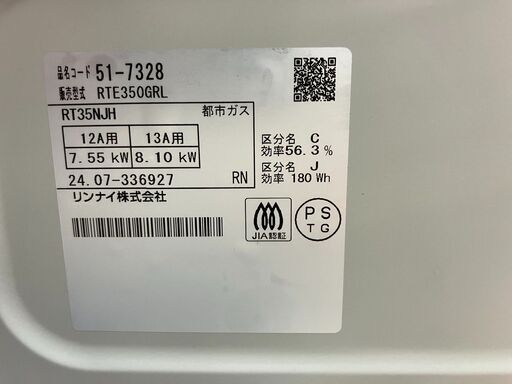 品名コード 51-7328
販売型式 RTE350GRL
RT35NJH 都市ガス
12A用 13A用
7.55 kW 8.10 kW
区分名 C
効率56.3%
区分名 J
効率 180 Wh
24.07-336927 RN
リンナイ株式会社
JIA認証
PS
TG